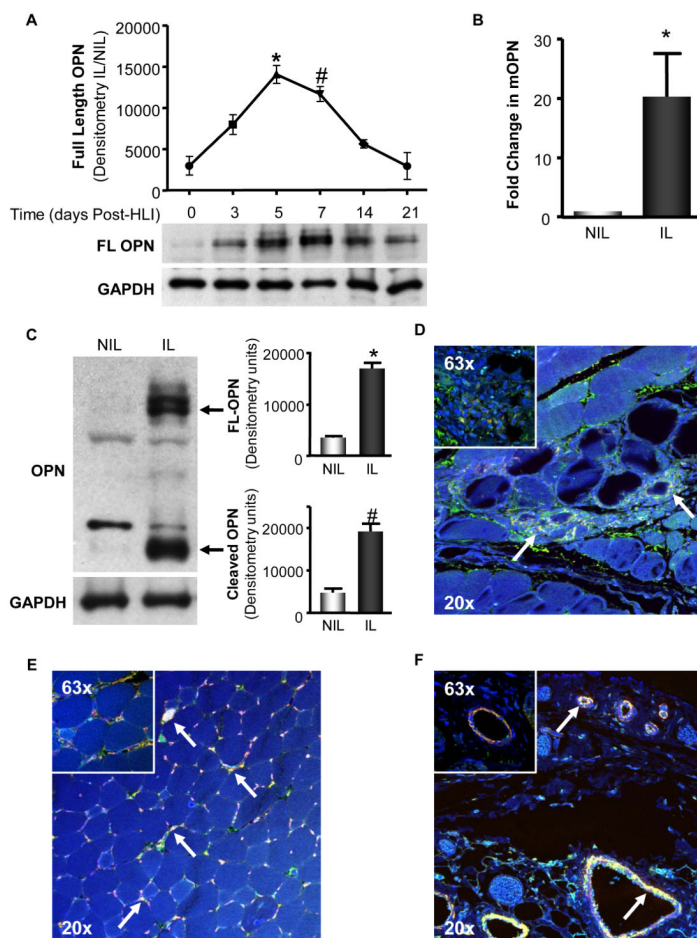 A
Full Length OPN
(Densitometry IL/NIL)
20000
15000
10000
5000
0
*
#
Time (days Post-HLI) 0 3 5 7 14 21
FL OPN
GAPDH
B
Fold Change in mOPN
30
20
10
0
*
NIL IL
C
NIL IL
OPN
GAPDH
FL-OPN
(Densitometry units)
20000
10000
0
*
NIL IL
Cleaved OPN
(Densitometry units)
20000
10000
0
#
NIL IL
D
63x
20x
E
63x
20x
F
63x
20x